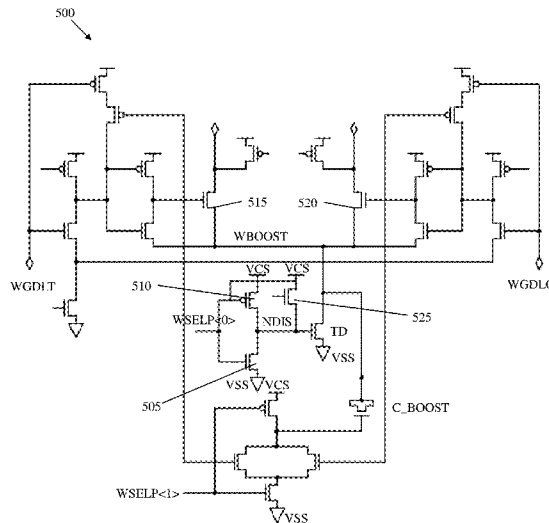 500
515
520
WBOOST
WGDLT
WGDLC
510
VCS
VCS
525
WSELP<0>
NDIS
TD
VSS
505
VSS
VCS
C_BOOST
WSELP<1>
VSS